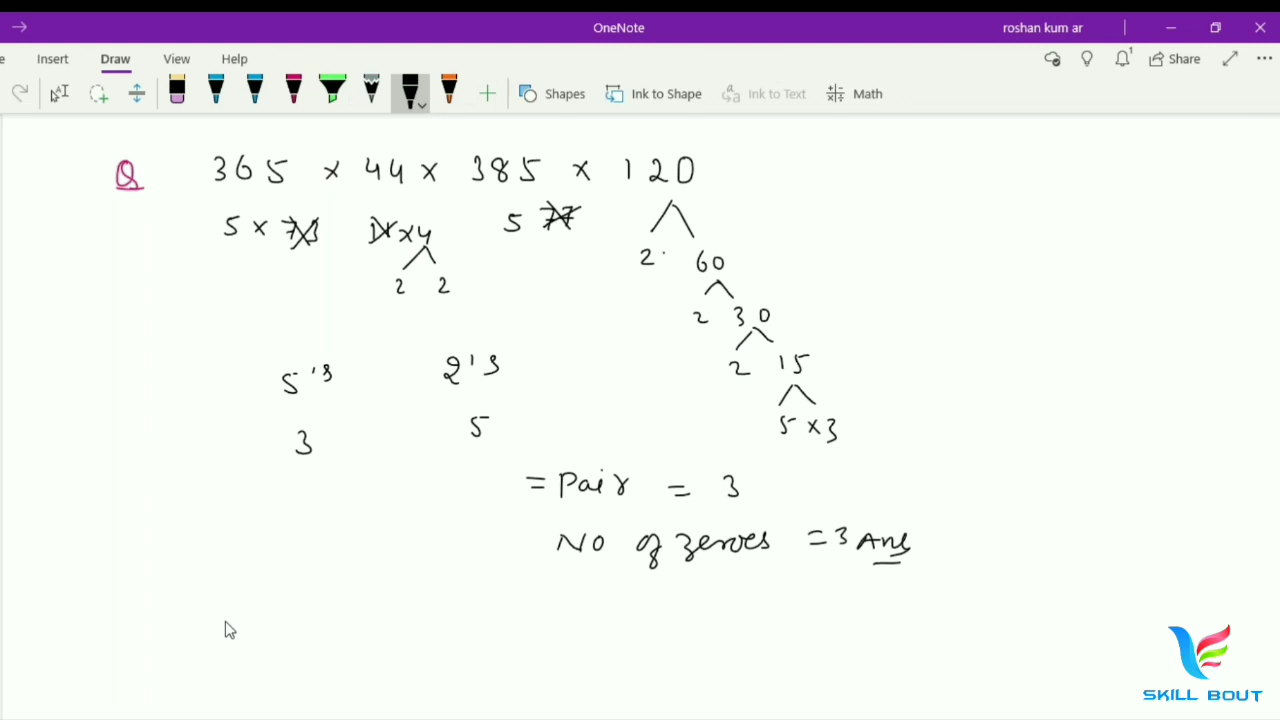 OneNote
roshan kum ar
Insert Draw View Help
Share
Shapes Ink to Shape Ink to Text Math
Q 365 × 44 × 385 × 120
5 × 73 11 × 4 5 77
2 60
2 2
2 30
2 15
5's 2's
5 × 3
3 5
= Pair = 3
No of zeroes = 3 Ans
SKILL BOUT